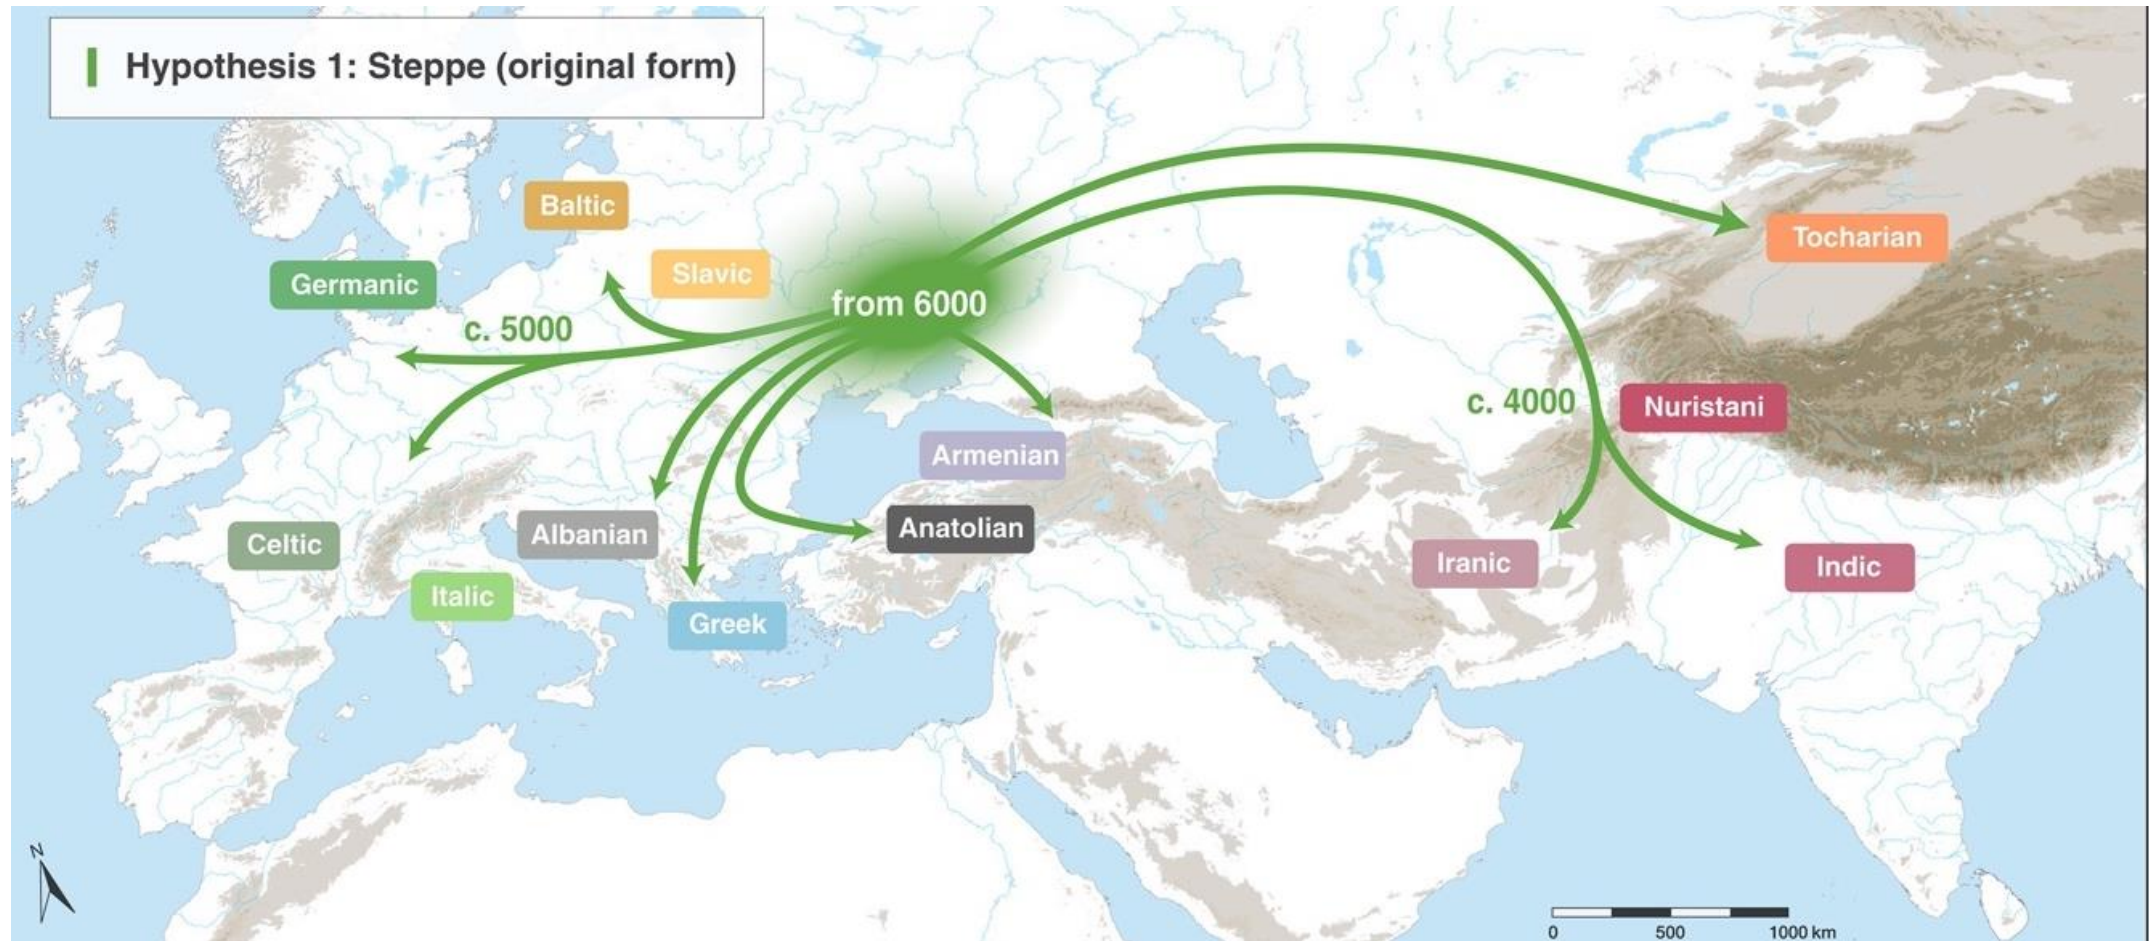 Hypothesis 1: Steppe (original form)
Baltic
Germanic
Slavic
from 6000
c. 5000
Tocharian
c. 4000
Nuristani
Armenian
Celtic
Albanian
Anatolian
Iranic
Indic
Italic
Greek
N
0 500 1000 km